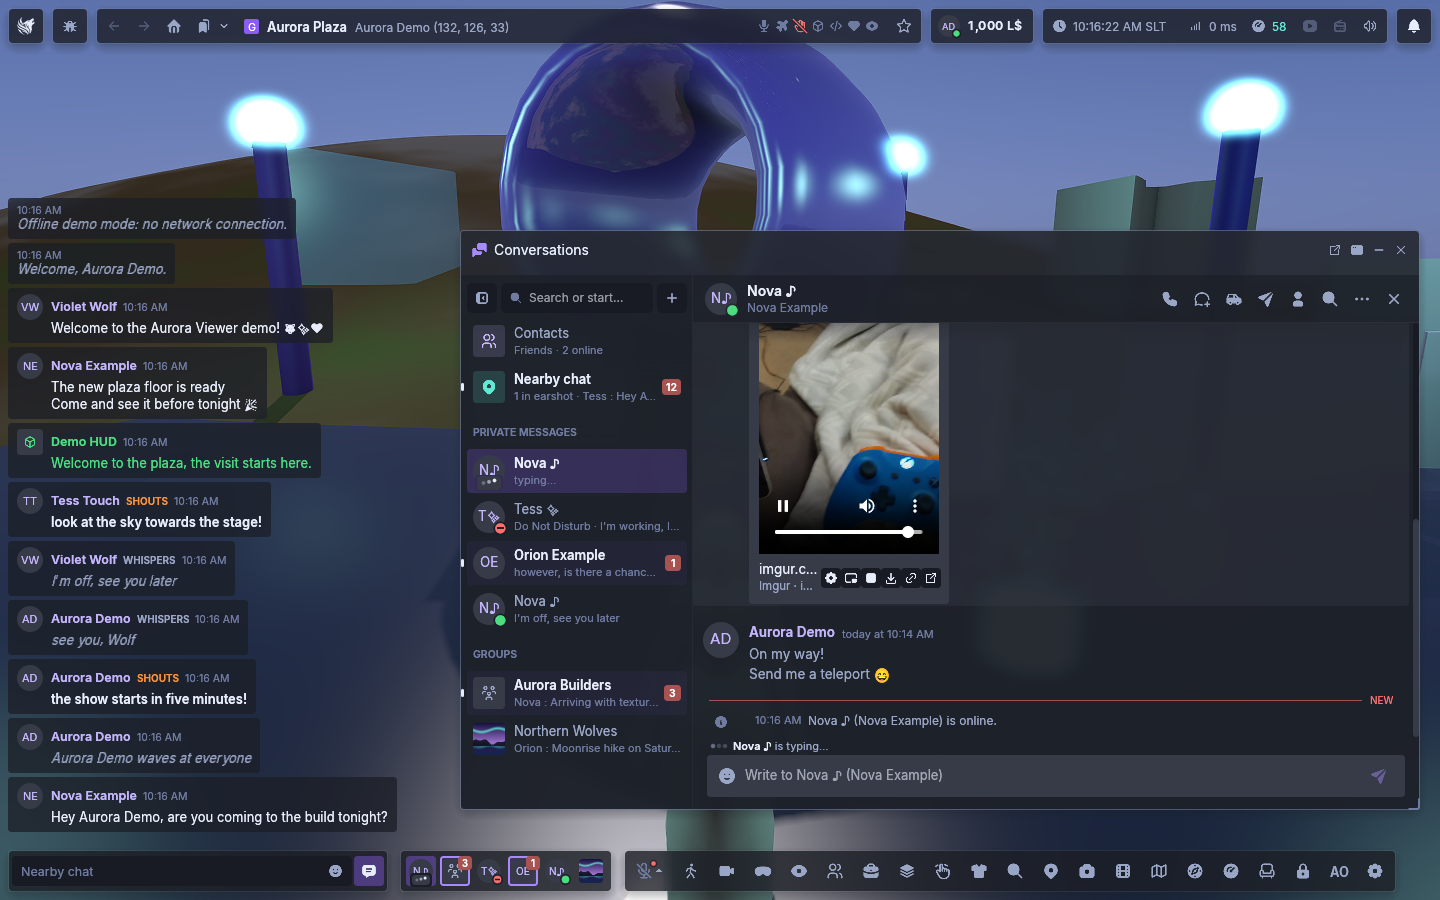 G Aurora Plaza Aurora Demo (132, 126, 33)
AD 1,000 L$
10:16:22 AM SLT 0 ms 58
10:16 AM
Offline demo mode: no network connection.
10:16 AM
Welcome, Aurora Demo.
VW Violet Wolf 10:16 AM
Welcome to the Aurora Viewer demo!
NE Nova Example 10:16 AM
The new plaza floor is ready
Come and see it before tonight 🎉
Demo HUD 10:16 AM
Welcome to the plaza, the visit starts here.
TT Tess Touch SHOUTS 10:16 AM
look at the sky towards the stage!
VW Violet Wolf WHISPERS 10:16 AM
I'm off, see you later
AD Aurora Demo WHISPERS 10:16 AM
see you, Wolf
AD Aurora Demo SHOUTS 10:16 AM
the show starts in five minutes!
AD Aurora Demo 10:16 AM
Aurora Demo waves at everyone
NE Nova Example 10:16 AM
Hey Aurora Demo, are you coming to the build tonight?
Nearby chat
Conversations
Search or start...
Contacts
Friends · 2 online
Nearby chat
1 in earshot · Tess : Hey A... 12
PRIVATE MESSAGES
N♪ Nova ♪
typing...
T Tess
Do Not Disturb · I'm working, I...
OE Orion Example
however, is there a chanc... 1
N♪ Nova ♪
I'm off, see you later
GROUPS
Aurora Builders
Nova : Arriving with textur... 3
Northern Wolves
Orion : Moonrise hike on Satur...
N♪ Nova ♪
Nova Example
imgur.c...
Imgur · i...
AD Aurora Demo today at 10:14 AM
On my way!
Send me a teleport 😄
NEW
10:16 AM Nova ♪ (Nova Example) is online.
Nova ♪ is typing...
Write to Nova ♪ (Nova Example)
N♪ 3 T OE 1 N♪
AO